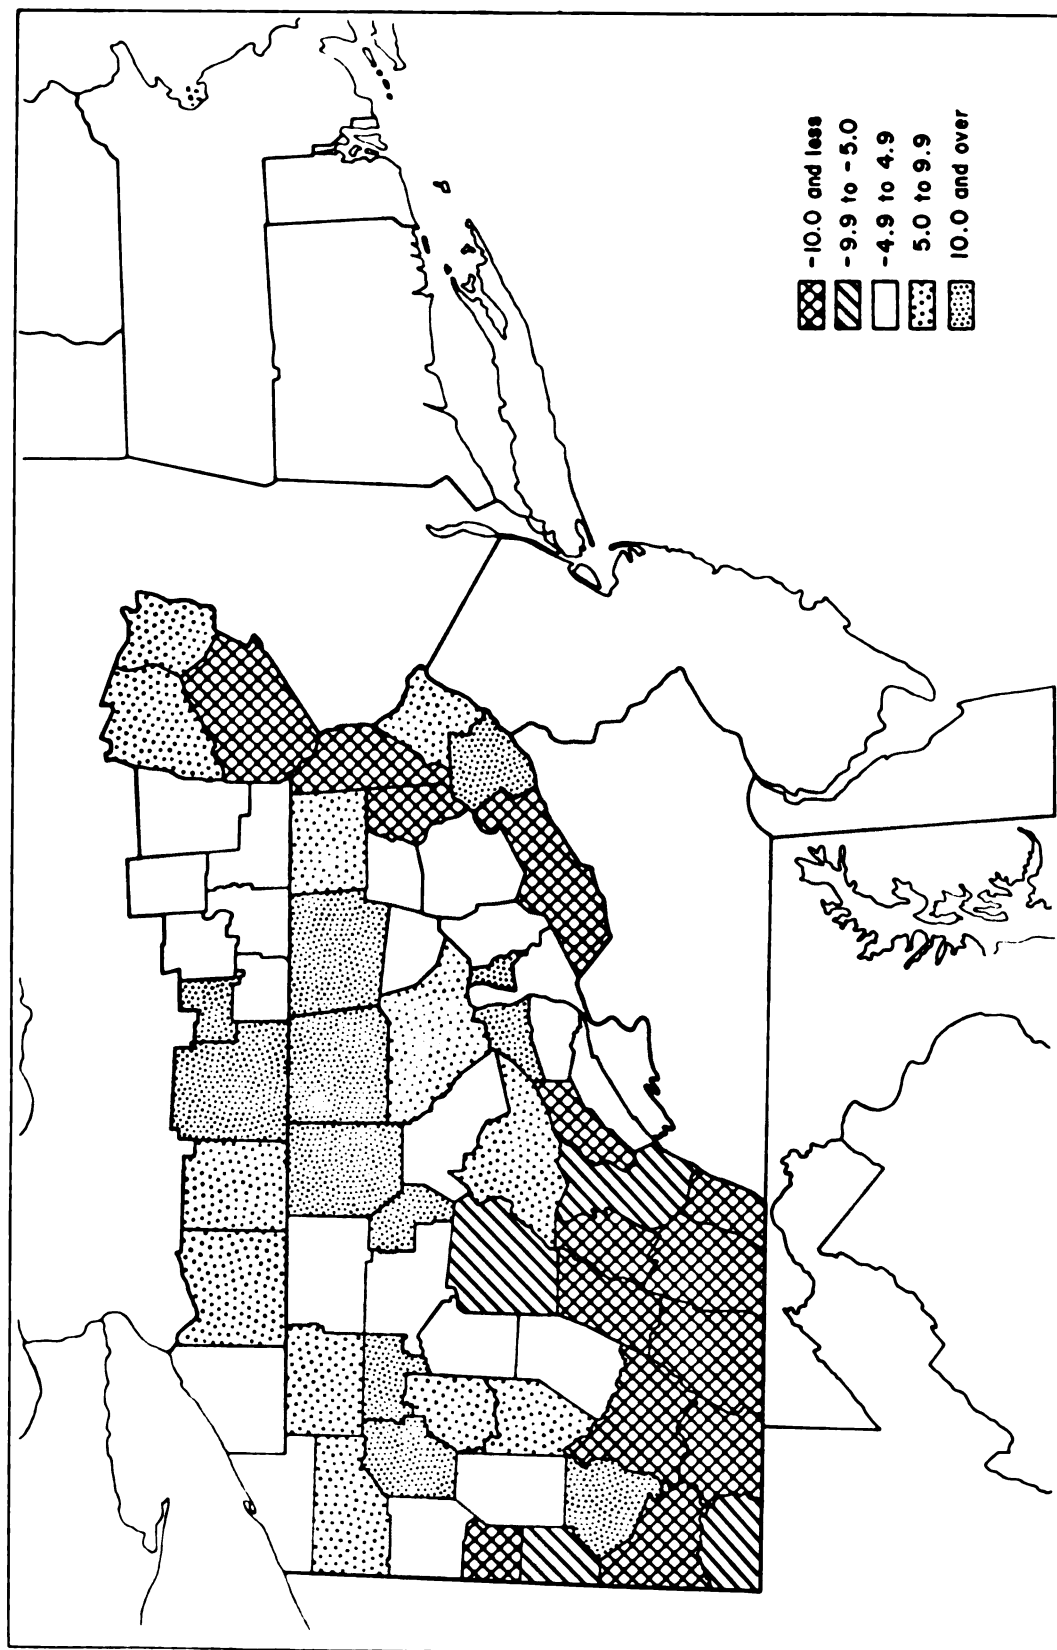 -10.0 and less
-9.9 to -5.0
-4.9 to 4.9
5.0 to 9.9
10.0 and over